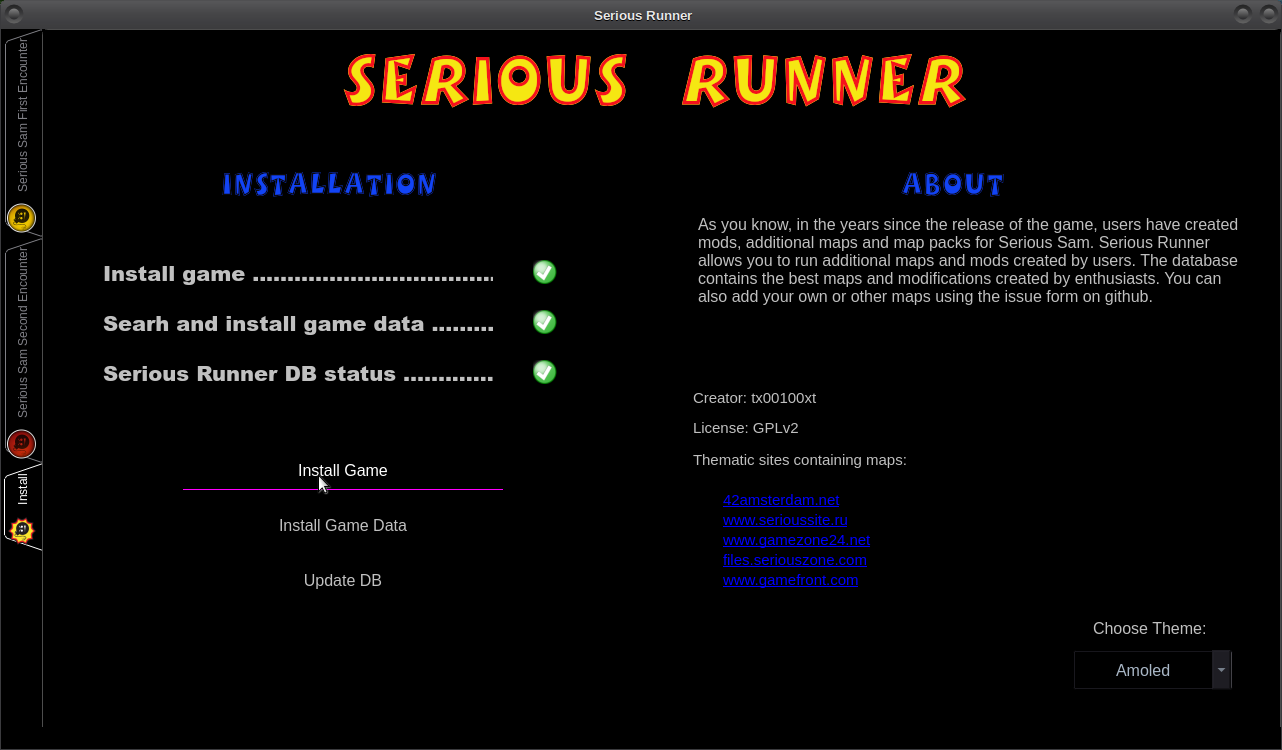 Serious Runner
Serious Sam First Encounter
Serious Sam Second Encounter
Install
SERIOUS RUNNER
INSTALLATION
Install game ..................................
Searh and install game data .........
Serious Runner DB status .............
Install Game
Install Game Data
Update DB
ABOUT
As you know, in the years since the release of the game, users have created
mods, additional maps and map packs for Serious Sam. Serious Runner
allows you to run additional maps and mods created by users. The database
contains the best maps and modifications created by enthusiasts. You can
also add your own or other maps using the issue form on github.
Creator: tx00100xt
License: GPLv2
Thematic sites containing maps:
42amsterdam.net
www.serioussite.ru
www.gamezone24.net
files.seriouszone.com
www.gamefront.com
Choose Theme:
Amoled